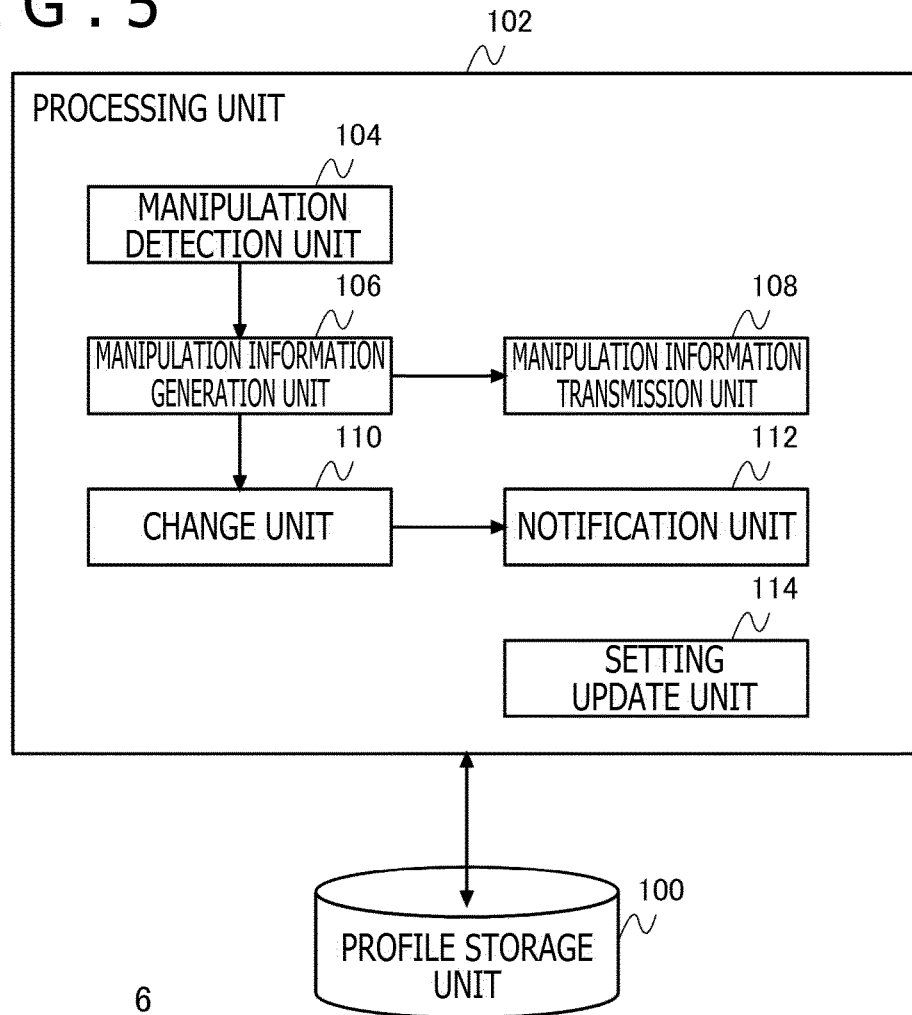 G.5
102
PROCESSING UNIT
104
MANIPULATION
DETECTION UNIT
106
MANIPULATION INFORMATION
GENERATION UNIT
108
MANIPULATION INFORMATION
TRANSMISSION UNIT
110
CHANGE UNIT
112
NOTIFICATION UNIT
114
SETTING
UPDATE UNIT
100
PROFILE STORAGE
UNIT
6